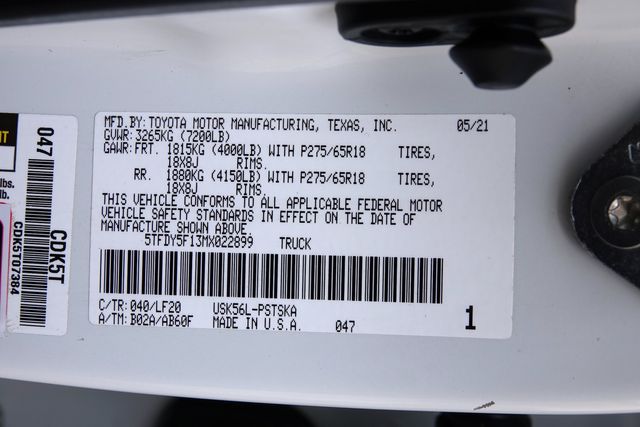 MFD.BY:TOYOTA MOTOR MANUFACTURING, TEXAS, INC. 05/21
GVWR:3265KG (7200LB)
GAWR:FRT. 1815KG (4000LB) WITH P275/65R18 TIRES,
18X8J RIMS.
RR. 1880KG (4150LB) WITH P275/65R18 TIRES,
18X8J RIMS.
THIS VEHICLE CONFORMS TO ALL APPLICABLE FEDERAL MOTOR
VEHICLE SAFETY STANDARDS IN EFFECT ON THE DATE OF
MANUFACTURE SHOWN ABOVE.
5TFDY5F13MX022899 TRUCK
C/TR:040/LF20 USK56L-PSTSKA
A/TM:B02A/AB60F MADE IN U.S.A. 047
1
047
CDK5T
CDK5T07384
lbs.
lb.